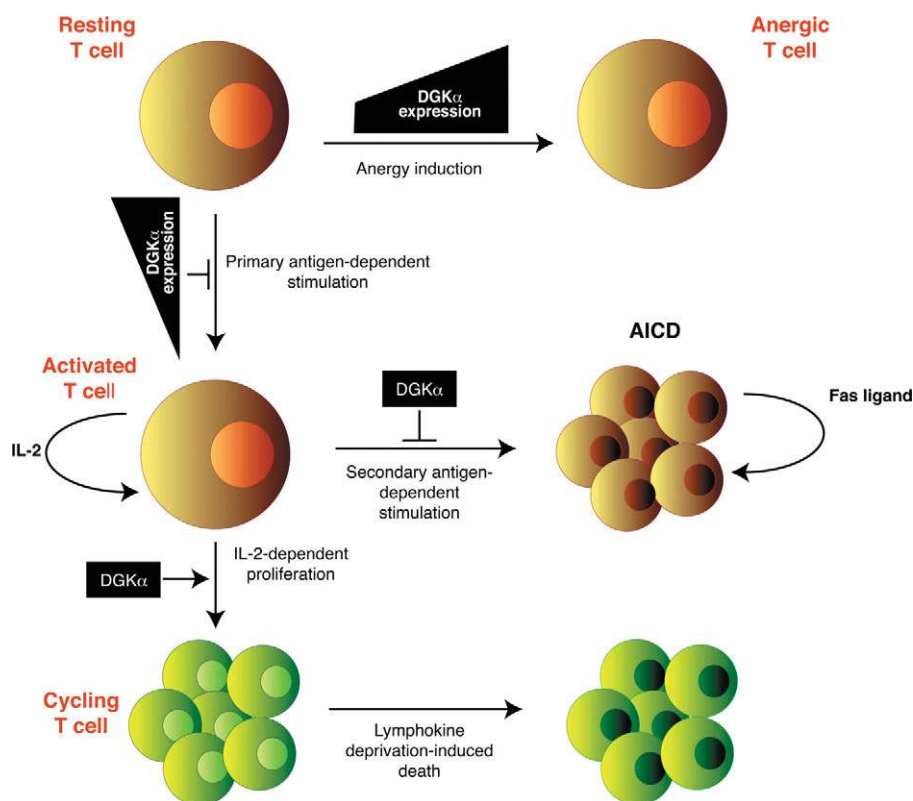 Resting
T cell
Anergic
T cell
DGKα
expression
Anergy induction
DGKα
expression
Primary antigen-dependent
stimulation
AICD
Activated
T cell
DGKα
Fas ligand
IL-2
Secondary antigen-
dependent
stimulation
IL-2-dependent
proliferation
DGKα
Cycling
T cell
Lymphokine
deprivation-induced
death